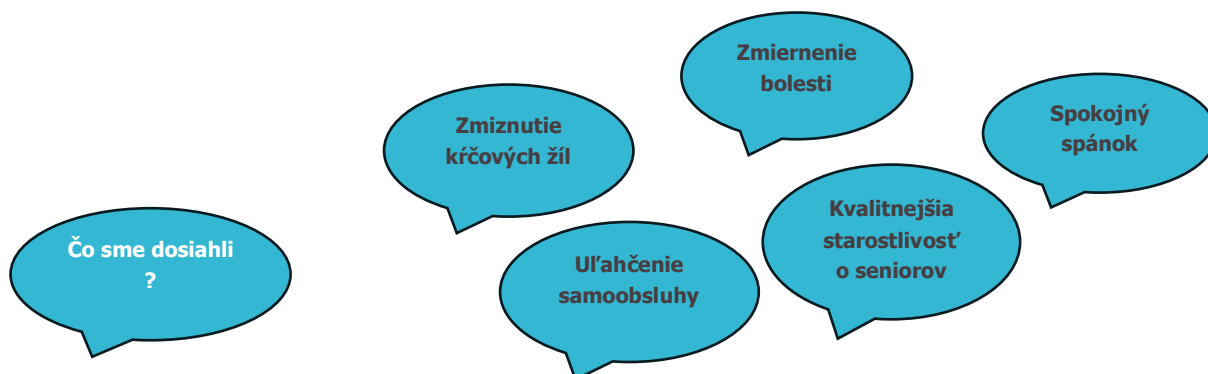 Čo sme dosiahli
?
Zmiznutie
kŕčových žíl
Zmiernenie
bolesti
Spokojný
spánok
Uľahčenie
samoobsluhy
Kvalitnejšia
starostlivosť
o seniorov